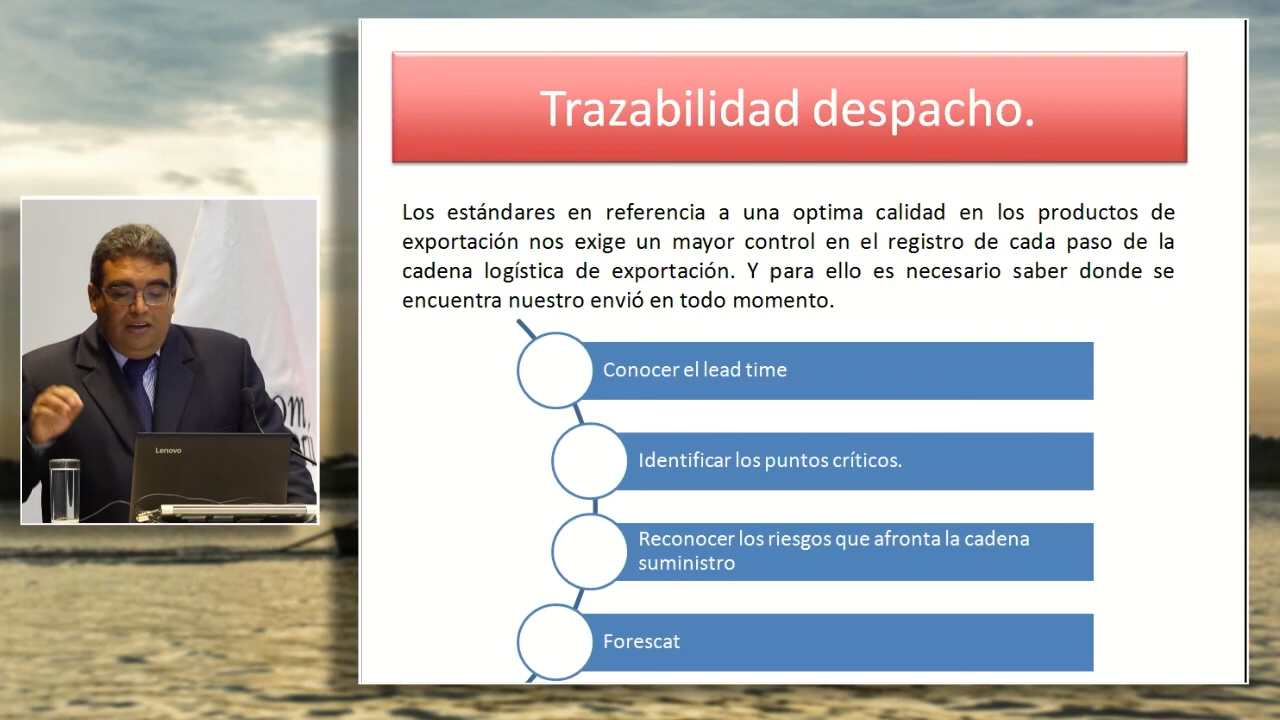 Trazabilidad despacho.
Los estándares en referencia a una optima calidad en los productos de
exportación nos exige un mayor control en el registro de cada paso de la
cadena logística de exportación. Y para ello es necesario saber donde se
encuentra nuestro envió en todo momento.
Conocer el lead time
Identificar los puntos críticos.
Reconocer los riesgos que afronta la cadena
suministro
Forescat
Lenovo